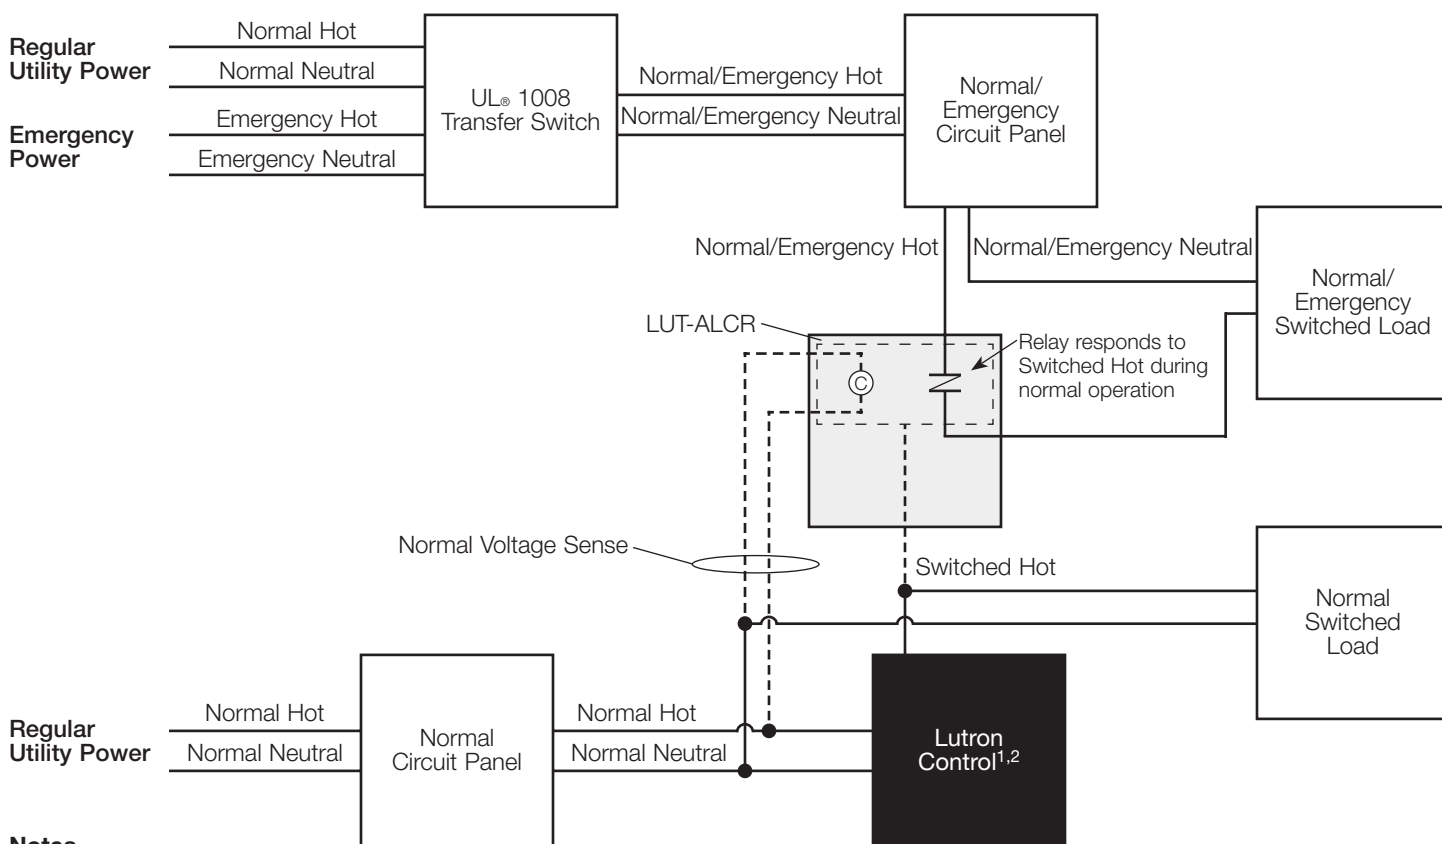 Regular
Utility Power
Normal Hot
Normal Neutral
Emergency
Power
Emergency Hot
Emergency Neutral
UL® 1008
Transfer Switch
Normal/Emergency Hot
Normal/Emergency Neutral
Normal/
Emergency
Circuit Panel
Normal/Emergency Hot
Normal/Emergency Neutral
Normal/
Emergency
Switched Load
LUT-ALCR
C
Relay responds to
Switched Hot during
normal operation
Normal Voltage Sense
Switched Hot
Normal
Switched
Load
Regular
Utility Power
Normal Hot
Normal Neutral
Normal
Circuit Panel
Normal Hot
Normal Neutral
Lutron
Control1,2
Notes